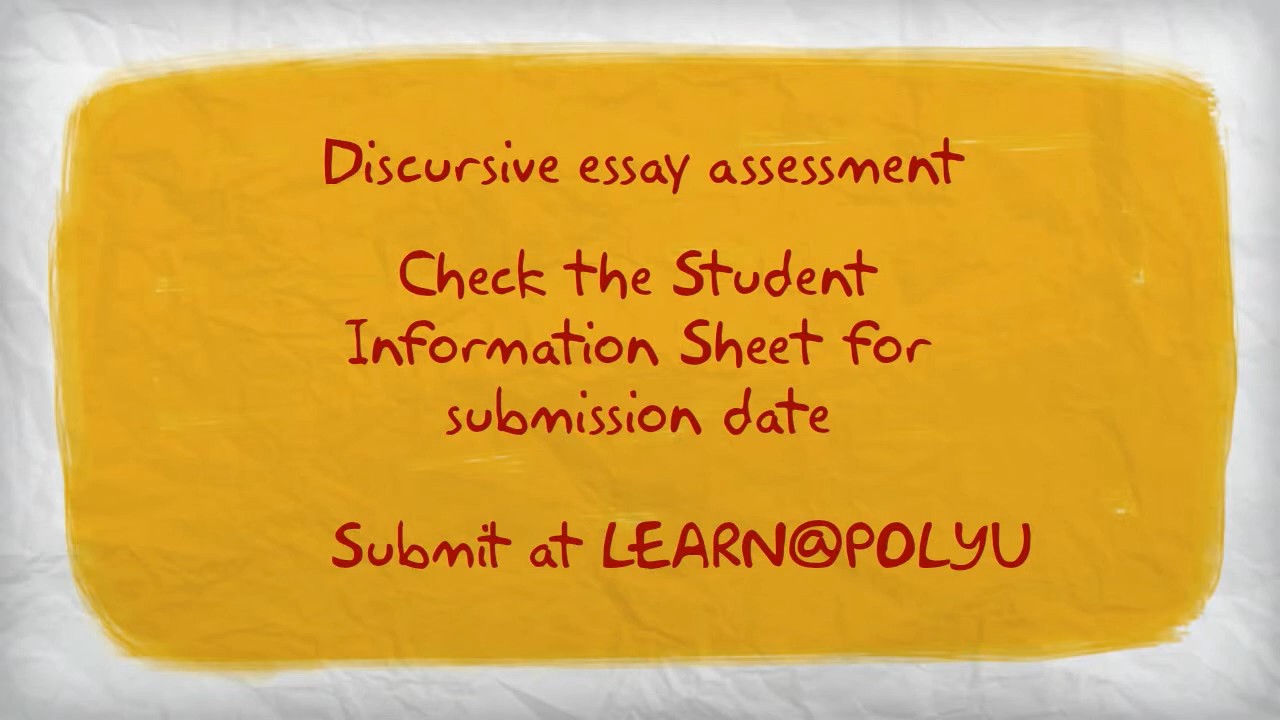 Discursive essay assessment
Check the Student
Information Sheet for
submission date
Submit at LEARN@POLYU